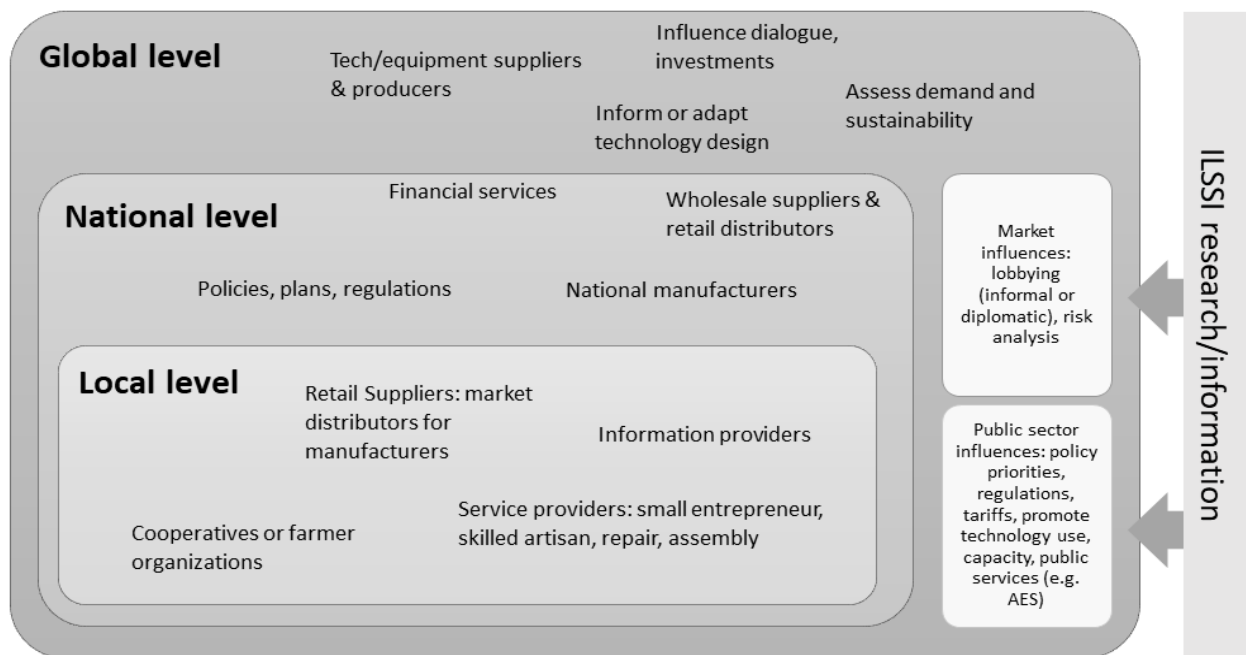 Global level
Tech/equipment suppliers
& producers
Influence dialogue,
investments
Inform or adapt
technology design
Assess demand and
sustainability
National level
Financial services
Wholesale suppliers &
retail distributors
Policies, plans, regulations
National manufacturers
Local level
Retail Suppliers: market
distributors for
manufacturers
Information providers
Cooperatives or farmer
organizations
Service providers: small entrepreneur,
skilled artisan, repair, assembly
Market
influences:
lobbying
(informal or
diplomatic), risk
analysis
Public sector
influences: policy
priorities,
regulations,
tariffs, promote
technology use,
capacity, public
services (e.g.
AES)
ILSSI research/information